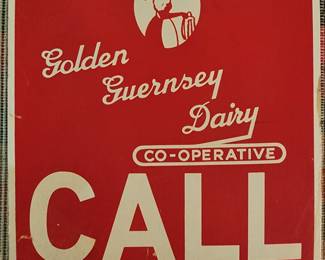 Golden
Guernsey
Dairy
CO-OPERATIVE
CALL